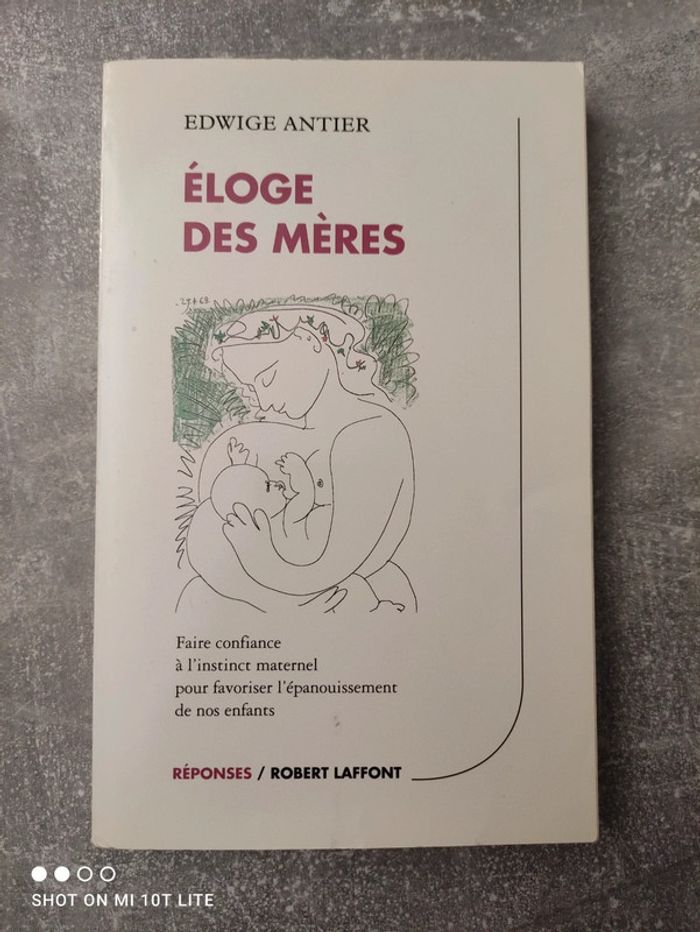 EDWIGE ANTIER
ÉLOGE
DES MÈRES
Faire confiance
à l'instinct maternel
pour favoriser l'épanouissement
de nos enfants
RÉPONSES / ROBERT LAFFONT
SHOT ON MI 10T LITE